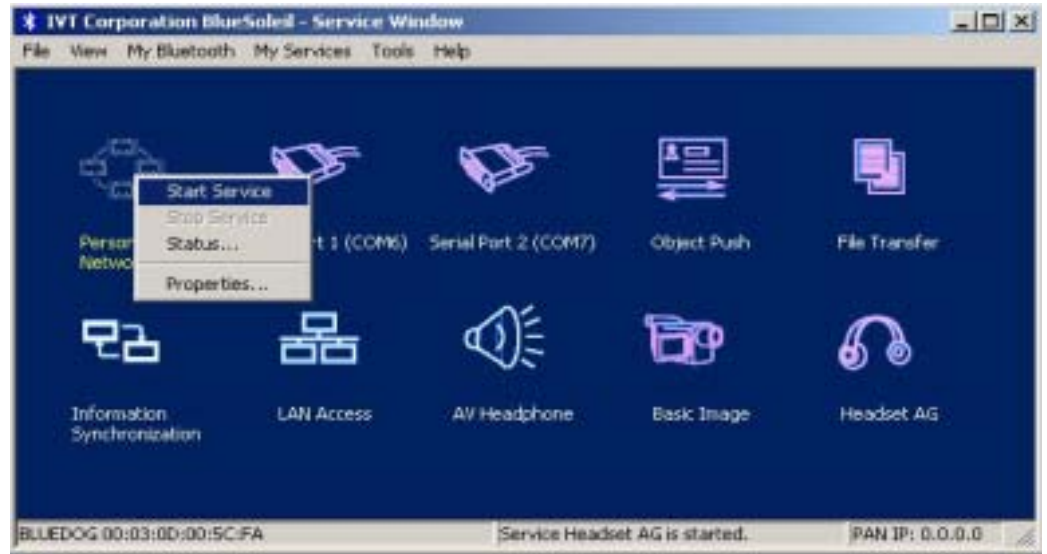 IVT Corporation BlueSoleil - Service Window
File View My Bluetooth My Services Tools Help
Start Service
Stop Service
Status...
Properties...
Person
Netwo
t 1 (COM6)
Serial Port 2 (COM7)
Object Push
File Transfer
Information
Synchronization
LAN Access
AV Headphone
Basic Image
Headset AG
BLUEDOG 00:03:0D:00:5C:FA
Service Headset AG is started.
PAN IP: 0.0.0.0